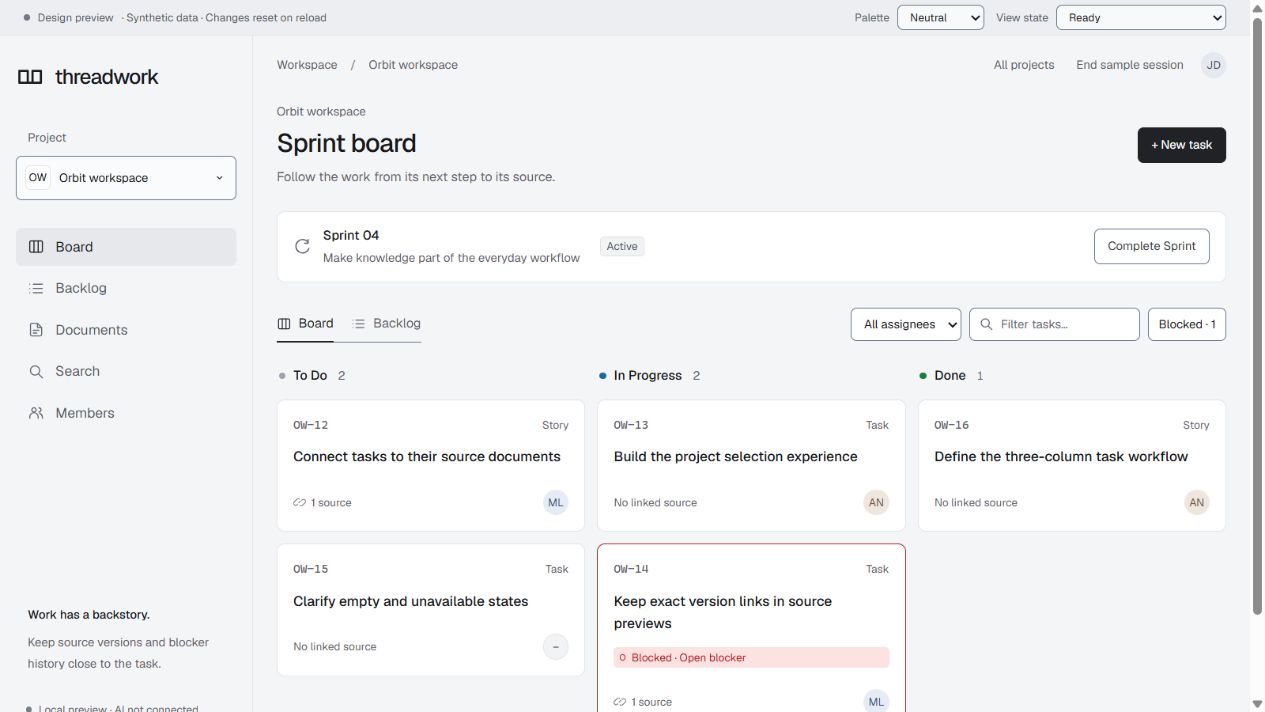 Design preview · Synthetic data · Changes reset on reload
Palette Neutral View state Ready
threadwork
Project
OW Orbit workspace
Board
Backlog
Documents
Search
Members
Work has a backstory.
Keep source versions and blocker
history close to the task.
Local preview · AI not connected
Workspace / Orbit workspace
All projects End sample session JD
Orbit workspace
Sprint board
Follow the work from its next step to its source.
+ New task
Sprint 04
Make knowledge part of the everyday workflow
Active
Complete Sprint
Board Backlog
All assignees Filter tasks... Blocked · 1
To Do 2
OW-12 Story
Connect tasks to their source documents
1 source ML
OW-15 Task
Clarify empty and unavailable states
No linked source –
In Progress 2
OW-13 Task
Build the project selection experience
No linked source AN
OW-14 Task
Keep exact version links in source
previews
Blocked · Open blocker
1 source ML
Done 1
OW-16 Story
Define the three-column task workflow
No linked source AN